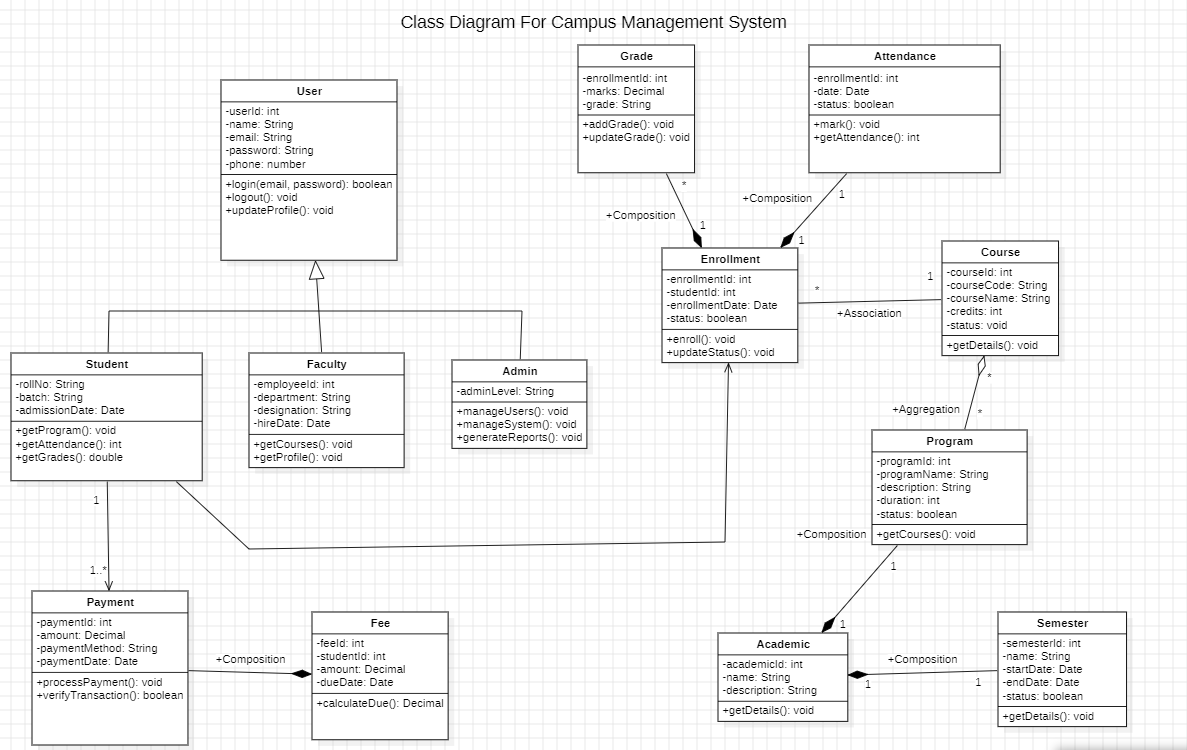 Class Diagram For Campus Management System
Grade
-enrollmentId: int
-marks: Decimal
-grade: String
+addGrade(): void
+updateGrade(): void
Attendance
-enrollmentId: int
-date: Date
-status: boolean
+mark(): void
+getAttendance(): int
User
-userId: int
-name: String
-email: String
-password: String
-phone: number
+login(email, password): boolean
+logout(): void
+updateProfile(): void
*
+Composition
1
+Composition
1
1
Enrollment
-enrollmentId: int
-studentId: int
-enrollmentDate: Date
-status: boolean
+enroll(): void
+updateStatus(): void
*
1
+Association
Course
-courseId: int
-courseCode: String
-courseName: String
-credits: int
-status: void
+getDetails(): void
Student
-rollNo: String
-batch: String
-admissionDate: Date
+getProgram(): void
+getAttendance(): int
+getGrades(): double
Faculty
-employeeId: int
-department: String
-designation: String
-hireDate: Date
+getCourses(): void
+getProfile(): void
Admin
-adminLevel: String
+manageUsers(): void
+manageSystem(): void
+generateReports(): void
*
+Aggregation
*
Program
-programId: int
-programName: String
-description: String
-duration: int
-status: boolean
+getCourses(): void
1
1..*
+Composition
1
1
Payment
-paymentId: int
-amount: Decimal
-paymentMethod: String
-paymentDate: Date
+processPayment(): void
+verifyTransaction(): boolean
+Composition
Fee
-feeId: int
-studentId: int
-amount: Decimal
-dueDate: Date
+calculateDue(): Decimal
Academic
-academicId: int
-name: String
-description: String
+getDetails(): void
+Composition
1
1
Semester
-semesterId: int
-name: String
-startDate: Date
-endDate: Date
-status: boolean
+getDetails(): void